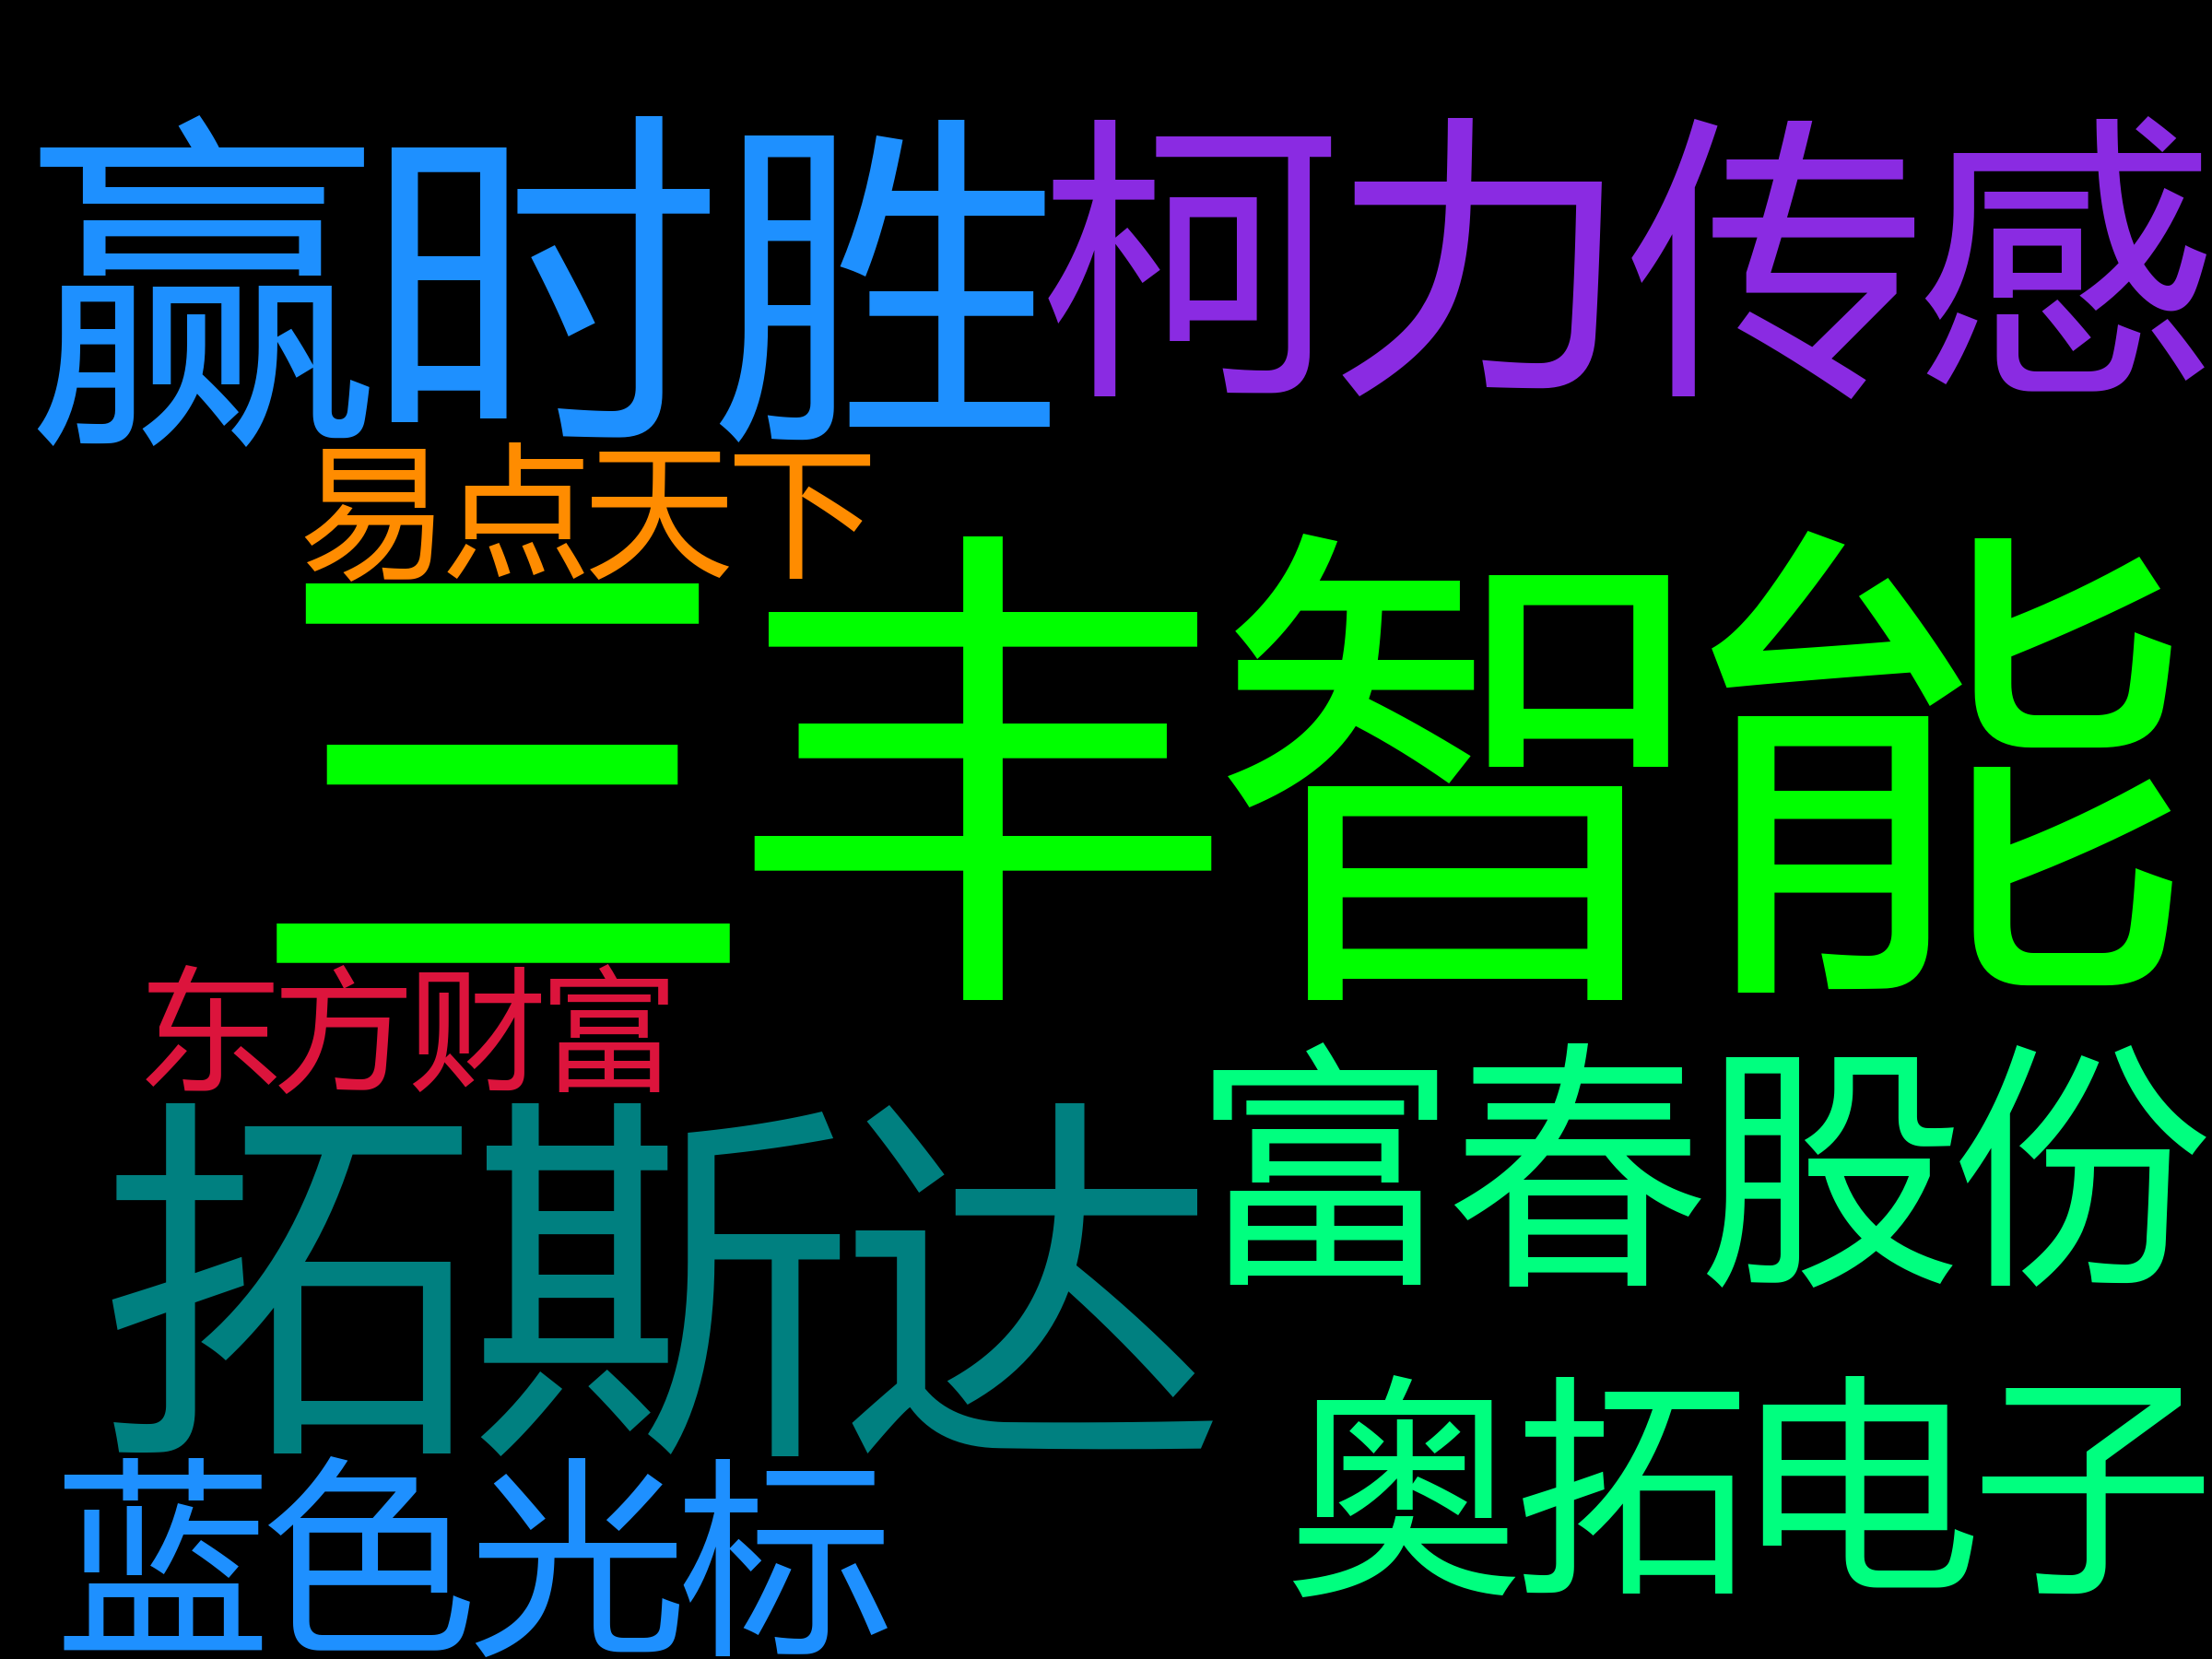 赢时胜
柯力传感
易点天下
三丰智能
东方财富
富春股份
拓斯达
奥拓电子
蓝色光标